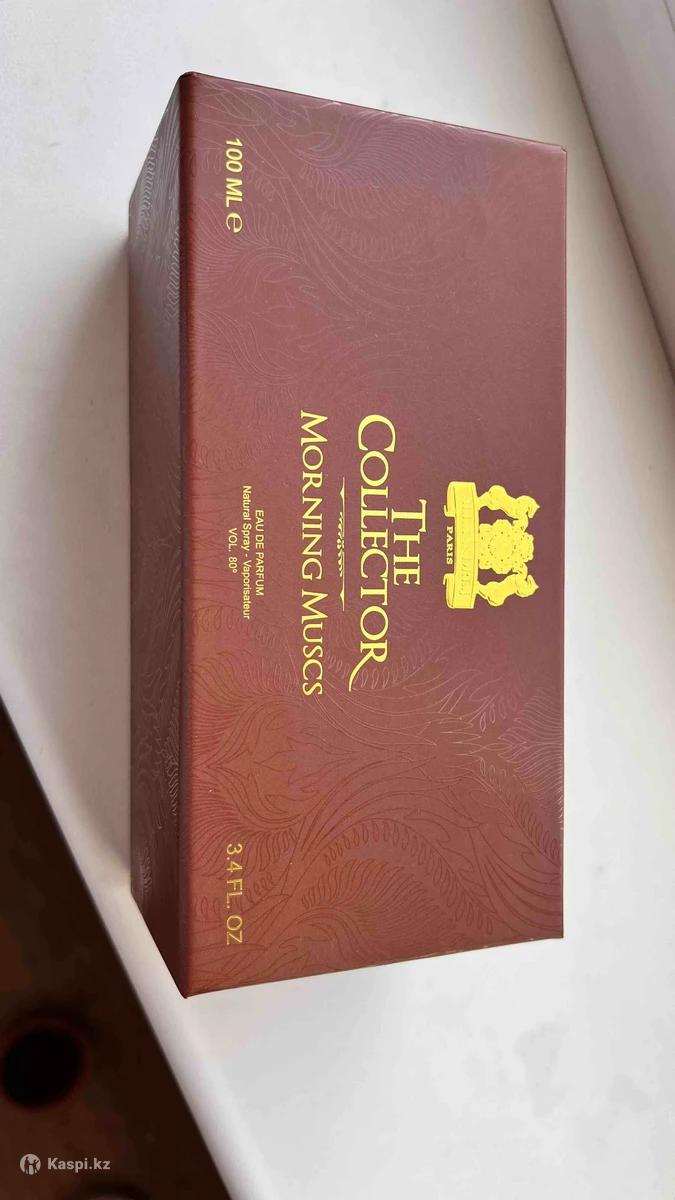 PARIS
THE
COLLECTOR
MORNING MUSCS
EAU DE PARFUM
Natural Spray - Vaporisateur
VOL. 80°
100 ML e
3.4 FL. OZ
Kaspi.kz